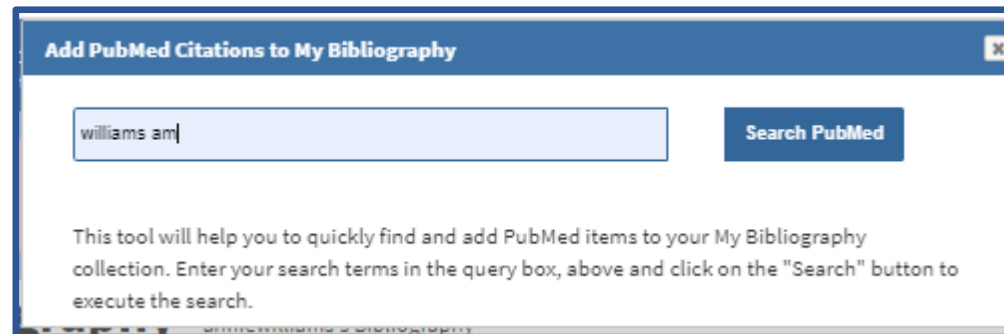 Add PubMed Citations to My Bibliography
williams am
Search PubMed
This tool will help you to quickly find and add PubMed items to your My Bibliography
collection. Enter your search terms in the query box, above and click on the "Search" button to
execute the search.